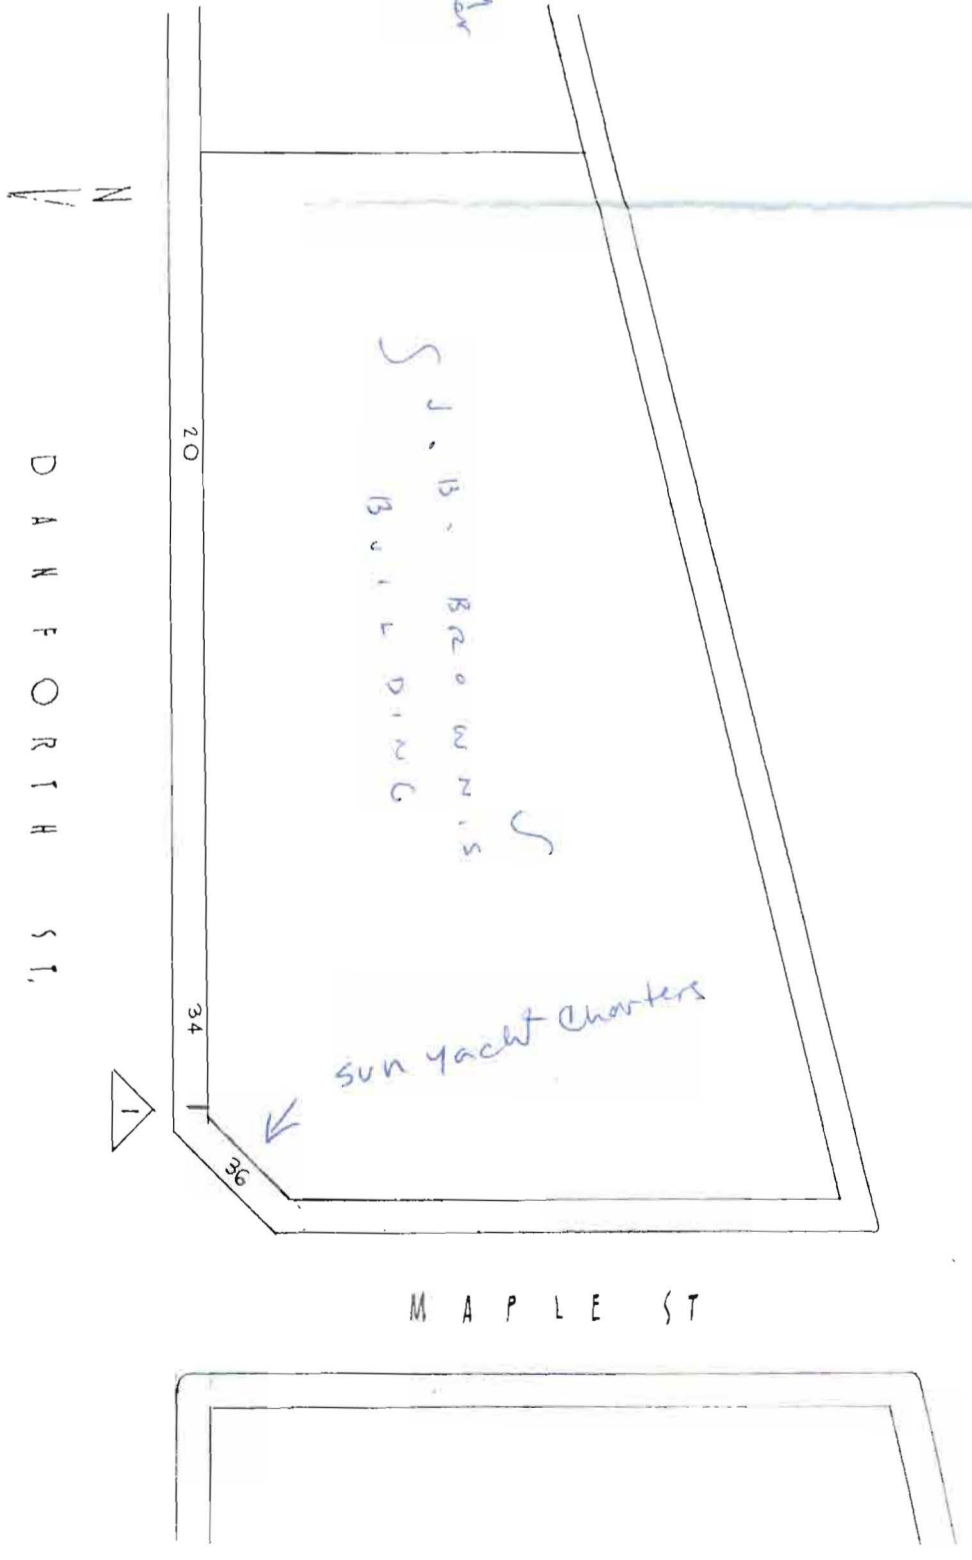 N
DANFORTH ST.
20
34
36
1
J. B. BROWN'S
BUILDING
sun yacht Charters
MAPLE ST